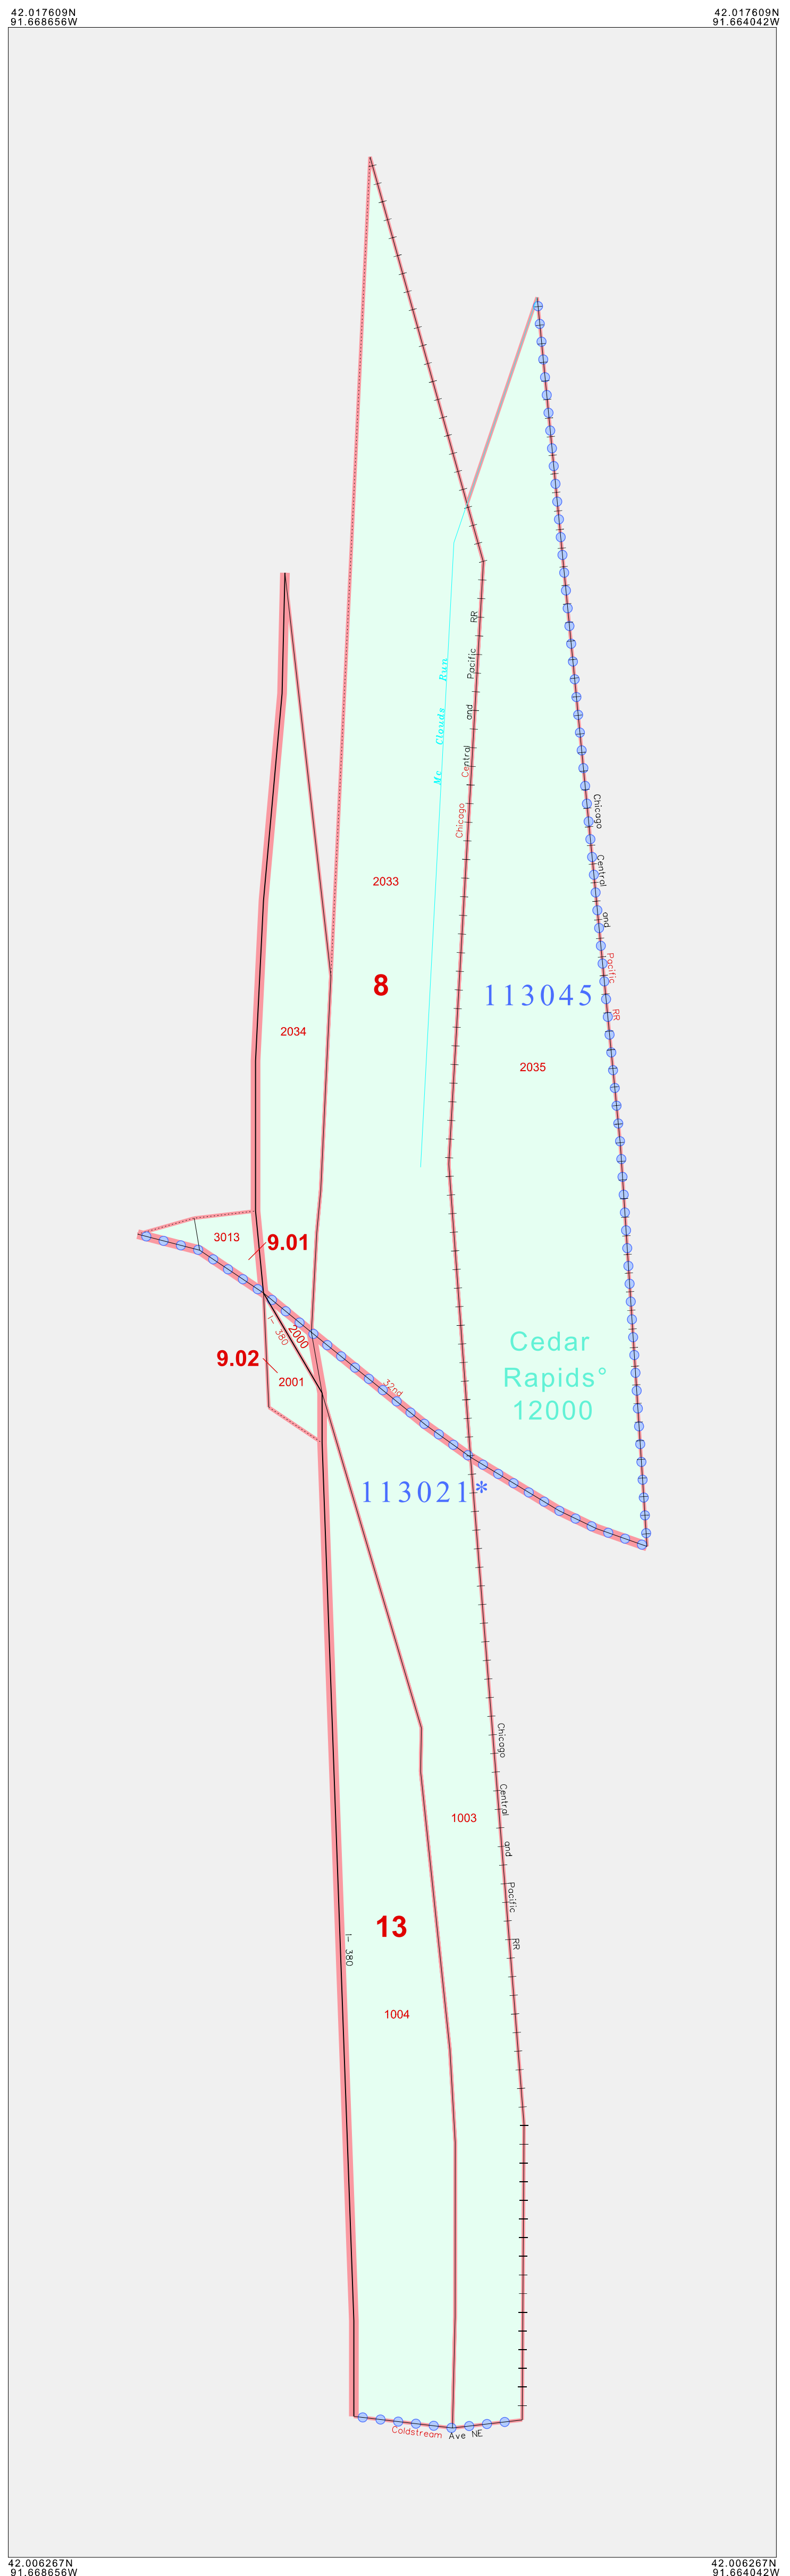 42.017609N
91.668656W
42.017609N
91.664042W
Mc Clouds Run
Chicago Central and Pacific RR
Chicago Central and Pacific RR
2033
8
113045
2034
2035
3013
9.01
I- 380
2000
9.02
2001
32nd
Cedar
Rapids°
12000
113021*
Chicago Central and Pacific RR
1003
13
I- 380
1004
Coldstream Ave NE
42.006267N
91.668656W
42.006267N
91.664042W